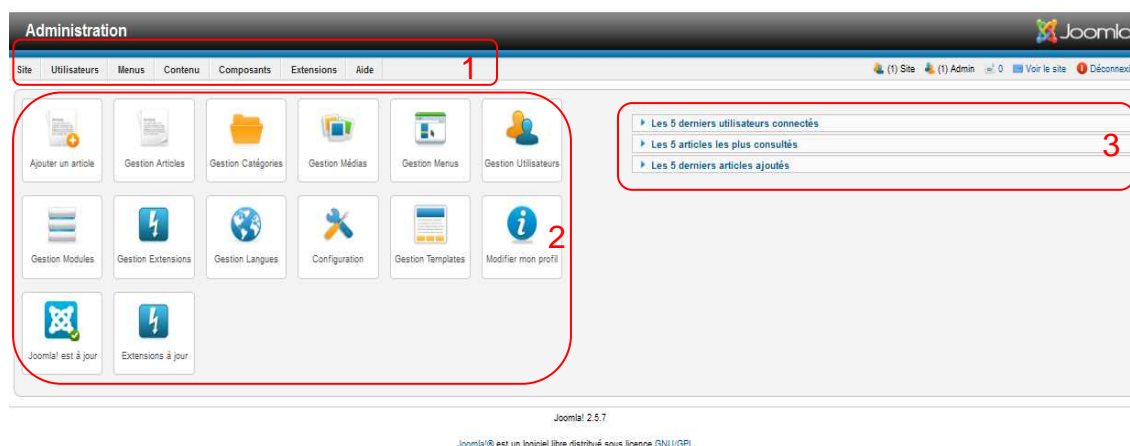 Administration
Joomla
Site Utilisateurs Menus Contenu Composants Extensions Aide
1
(1) Site (1) Admin 0 Voir le site Déconnexi
Ajouter un article Gestion Articles Gestion Catégories Gestion Médias Gestion Menus Gestion Utilisateurs
Les 5 derniers utilisateurs connectés
Les 5 articles les plus consultés
Les 5 derniers articles ajoutés
3
Gestion Modules Gestion Extensions Gestion Langues Configuration Gestion Templates Modifier mon profil
2
Joomla! est à jour Extensions à jour
Joomla! 2.5.7
Joomla!® est un logiciel libre distribué sous licence GNU/GPL